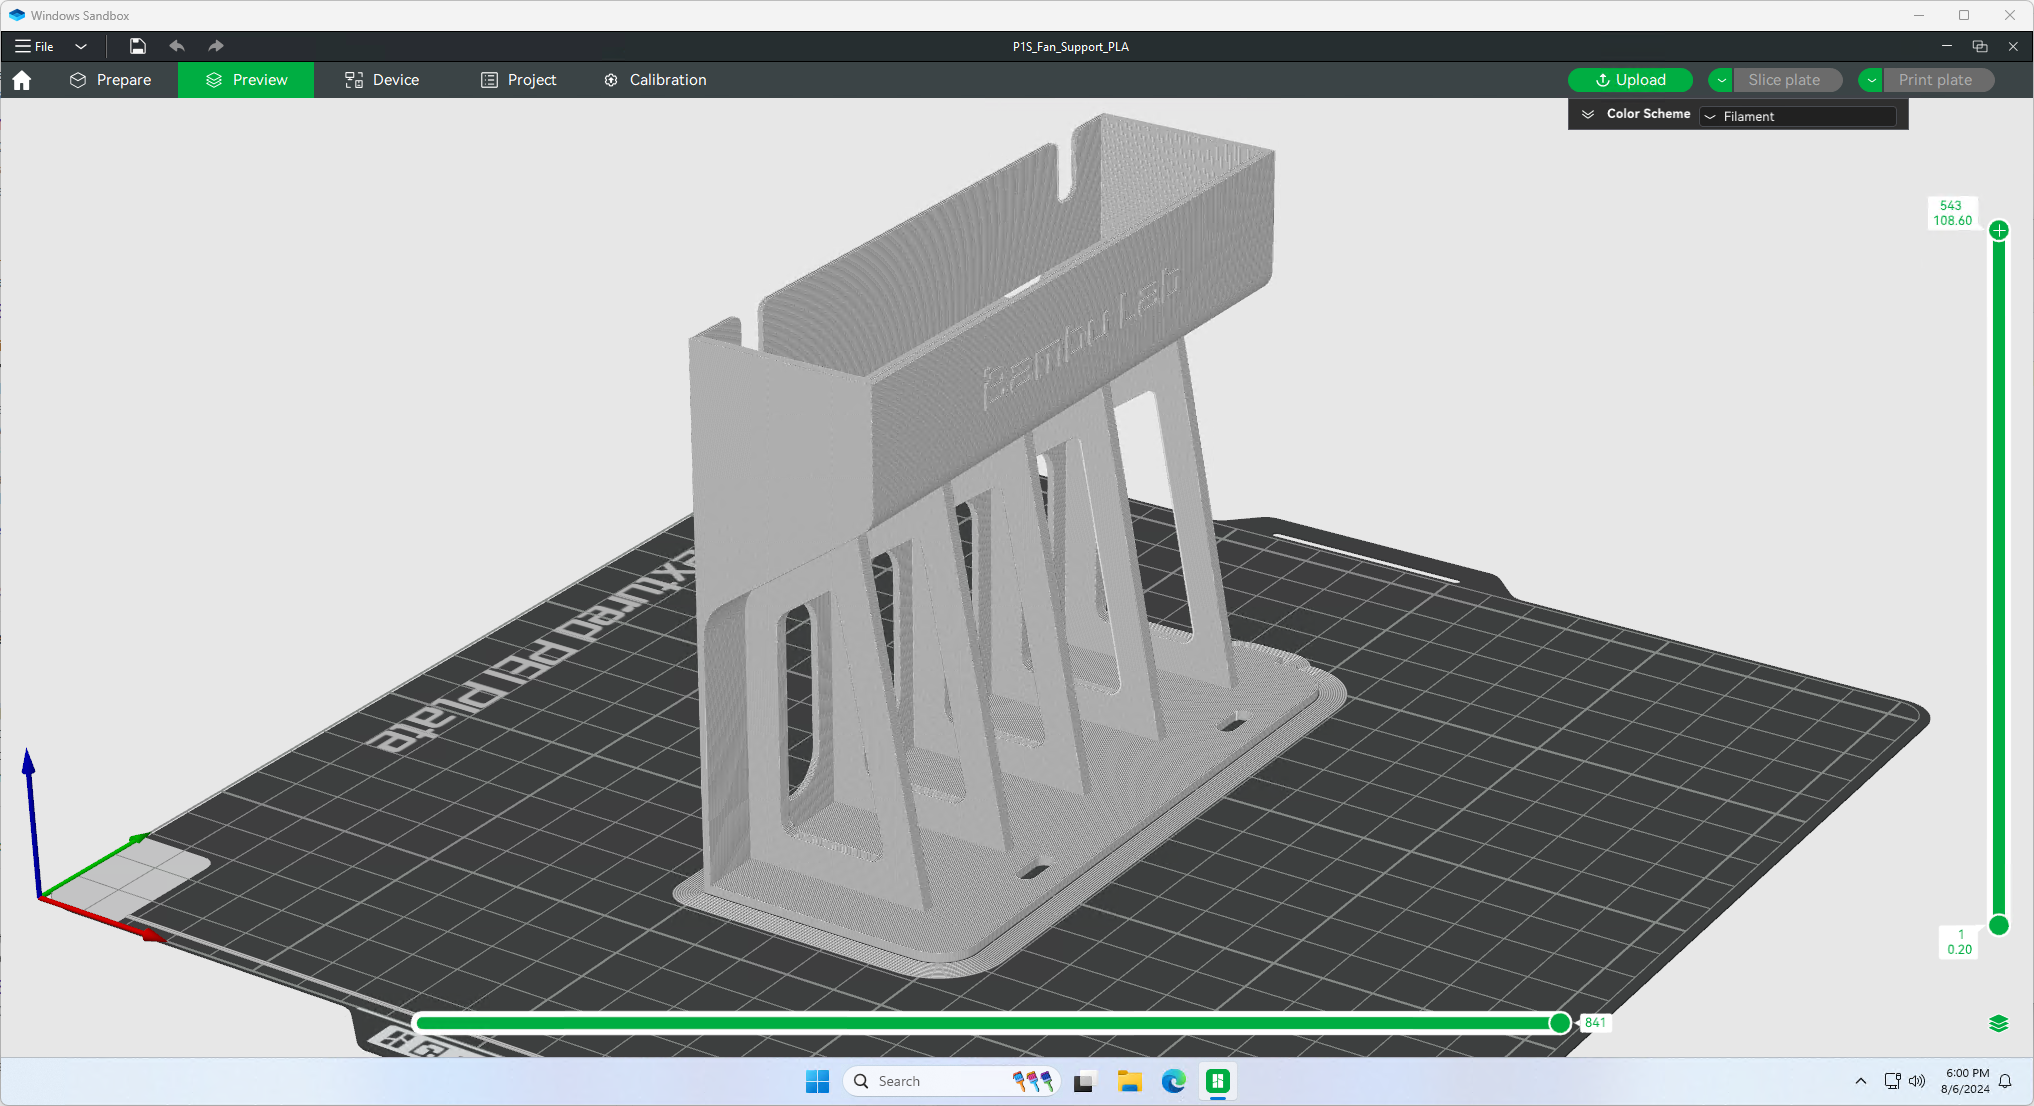 Windows Sandbox
File
P1S_Fan_Support_PLA
Prepare
Preview
Device
Project
Calibration
Upload
Slice plate
Print plate
Color Scheme
Filament
543
108.60
Bambu Lab
Textured PEI Plate
1
0.20
841
Search
6:00 PM
8/6/2024